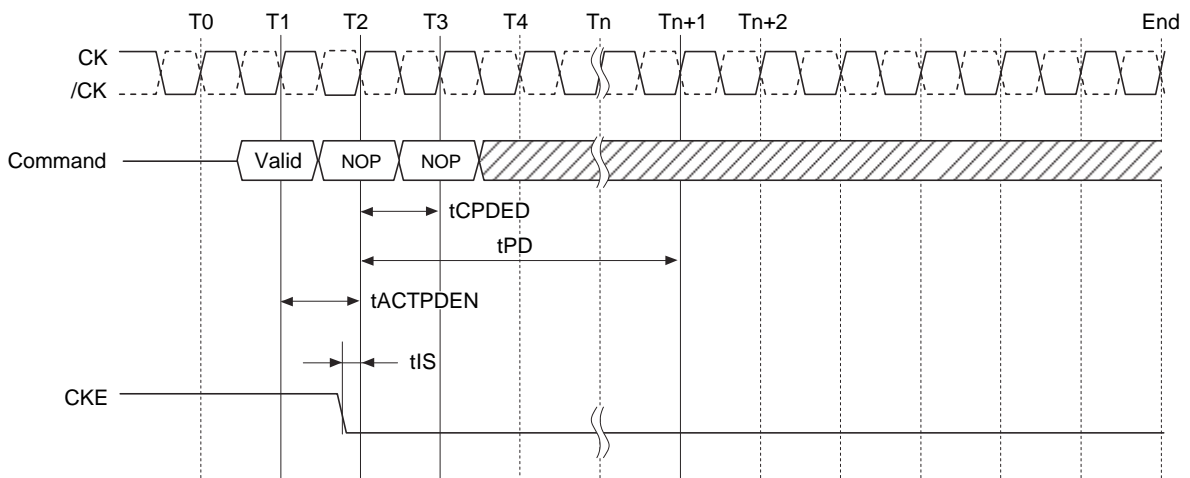 T0 T1 T2 T3 T4 Tn Tn+1 Tn+2 End
CK
/CK
Command Valid NOP NOP
tCPDED
tPD
tACTPDEN
tIS
CKE